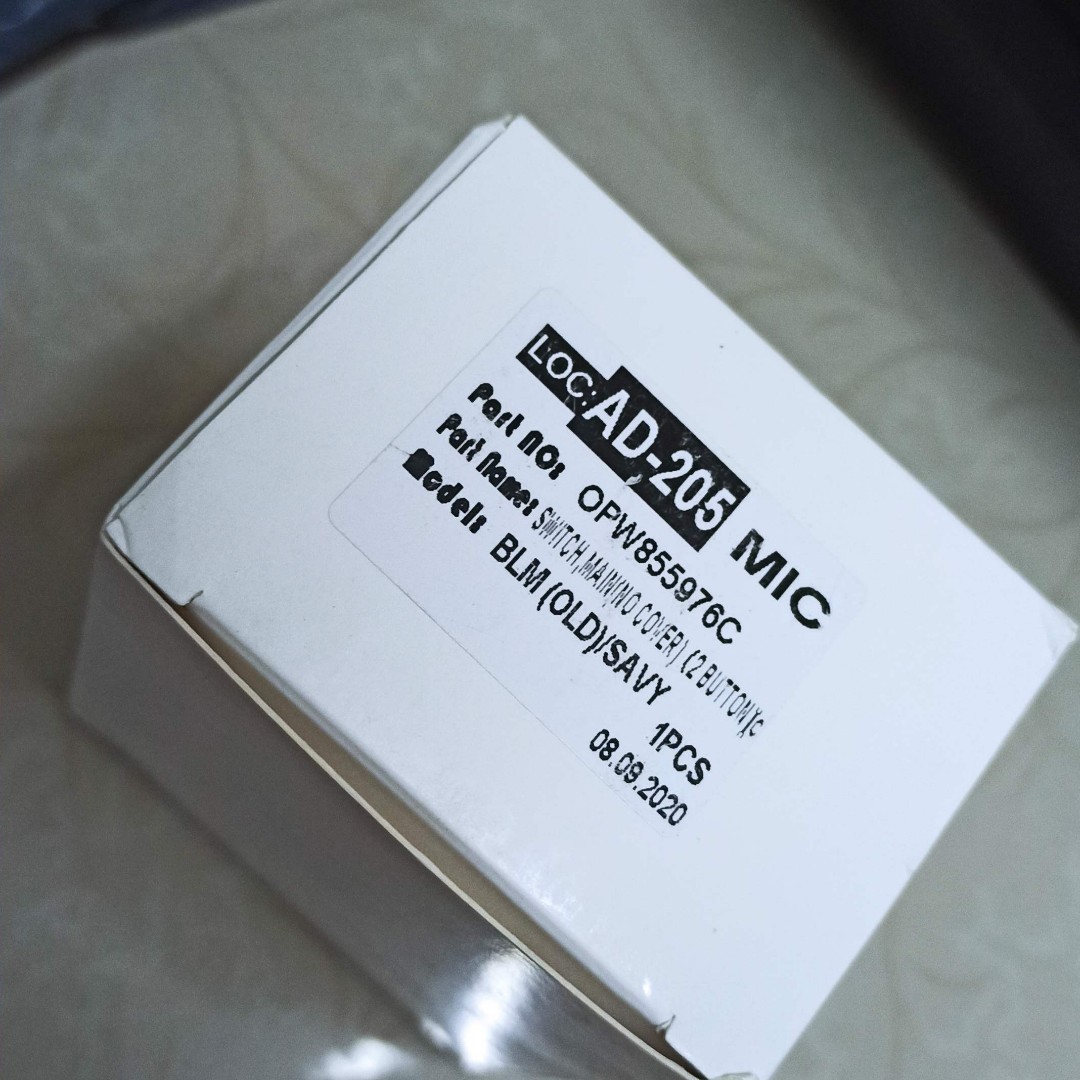 LOC: AD-205 MIC
Part NO: OPW855976C
Part Name: SWITCH,MAIN(NO COVER) (2 BUTTON)(C
Model: BLM (OLD)/SAVY
1PCS
08.09.2020